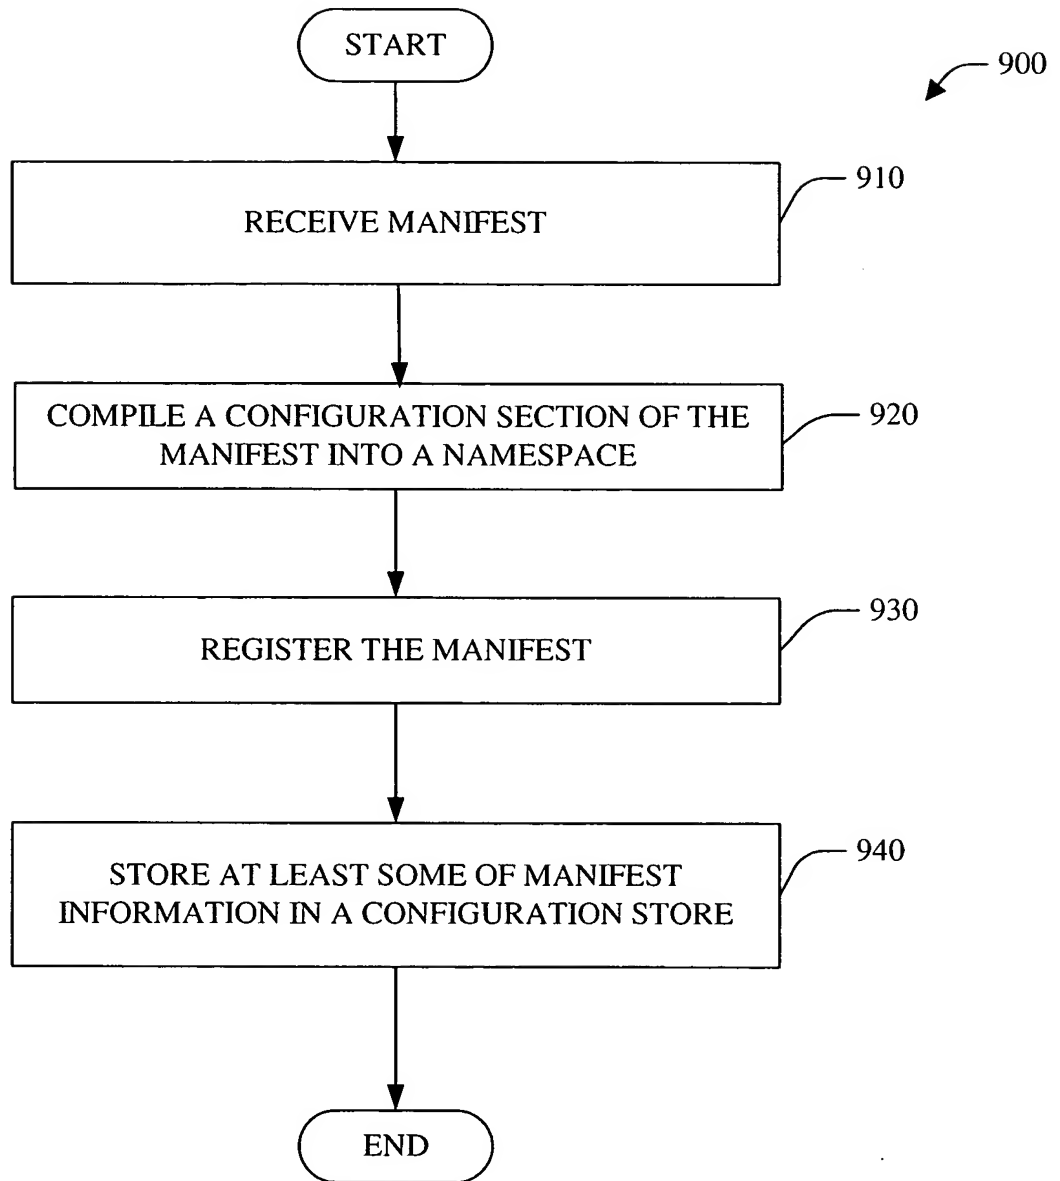 START
900
910
RECEIVE MANIFEST
COMPILE A CONFIGURATION SECTION OF THE
MANIFEST INTO A NAMESPACE
920
930
REGISTER THE MANIFEST
940
STORE AT LEAST SOME OF MANIFEST
INFORMATION IN A CONFIGURATION STORE
END